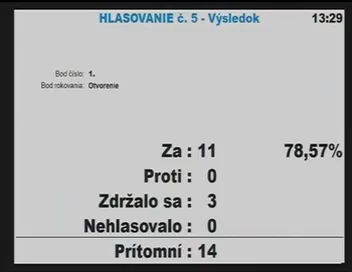 HLASOVANIE č. 5 - Výsledok 13:29
Bod číslo: 1.
Bod rokovania: Otvorenie
Za : 11 78,57%
Proti : 0
Zdržalo sa : 3
Nehlasovalo : 0
Prítomní : 14